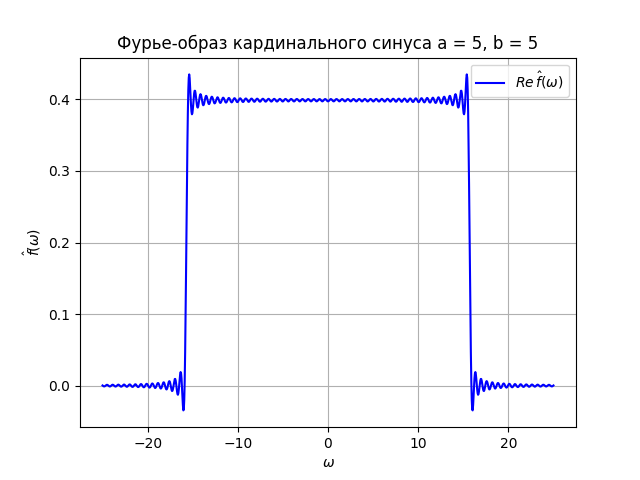 Фурье-образ кардинального синуса a = 5, b = 5
Re f̂(ω)
f̂(ω)
0.4
0.3
0.2
0.1
0.0
−20
−10
0
10
20
ω